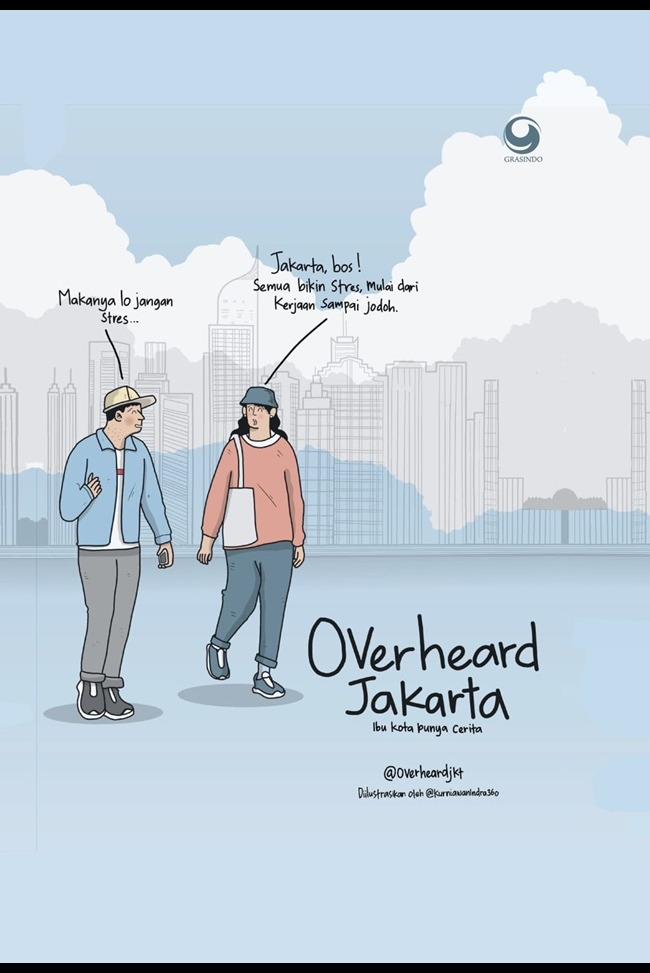 GRASINDO
Jakarta, bos!
Semua bikin stres, mulai dari
Kerjaan sampai jodoh.
Makanya lo jangan
stres...
Overheard
Jakarta
Ibu kota punya cerita
@overheardjkt
Diilustrasikan oleh @kurniawanindra360